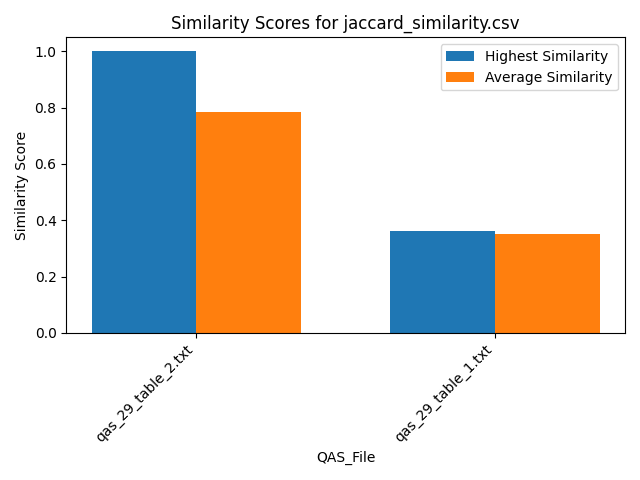 Similarity Scores for jaccard_similarity.csv
Highest Similarity
Average Similarity
Similarity Score
1.0
0.8
0.6
0.4
0.2
0.0
qas_29_table_2.txt
qas_29_table_1.txt
QAS_File